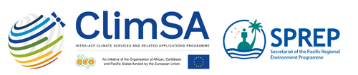 ClimSA
INTRA-ACP CLIMATE SERVICES AND RELATED APPLICATIONS PROGRAMME
An initiative of the Organisation of African, Caribbean
and Pacific States funded by the European Union
SPREP
Secretariat of the Pacific Regional
Environment Programme